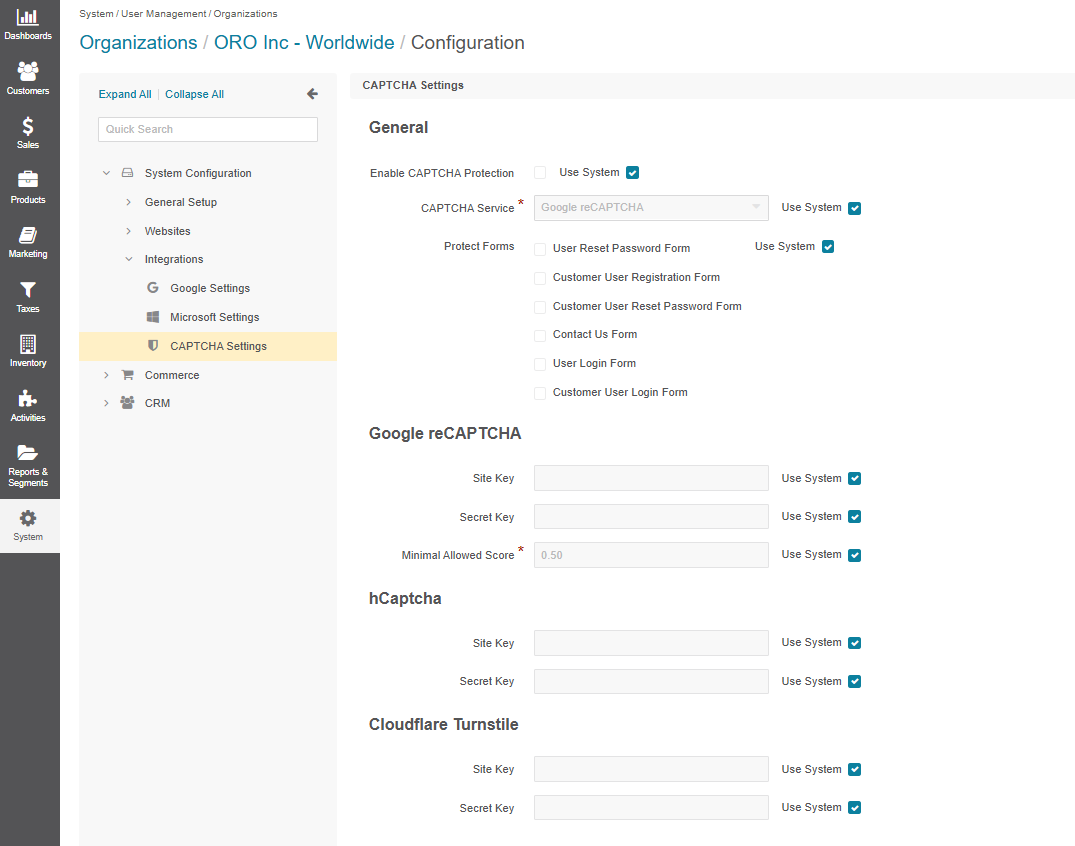 Dashboards
Customers
Sales
Products
Marketing
Taxes
Inventory
Activities
Reports &
Segments
System
System / User Management / Organizations
Organizations / ORO Inc - Worldwide / Configuration
Expand All | Collapse All
Quick Search
System Configuration
General Setup
Websites
Integrations
Google Settings
Microsoft Settings
CAPTCHA Settings
Commerce
CRM
CAPTCHA Settings
General
Enable CAPTCHA Protection Use System
CAPTCHA Service * Google reCAPTCHA Use System
Protect Forms User Reset Password Form Use System
Customer User Registration Form
Customer User Reset Password Form
Contact Us Form
User Login Form
Customer User Login Form
Google reCAPTCHA
Site Key Use System
Secret Key Use System
Minimal Allowed Score * 0.50 Use System
hCaptcha
Site Key Use System
Secret Key Use System
Cloudflare Turnstile
Site Key Use System
Secret Key Use System